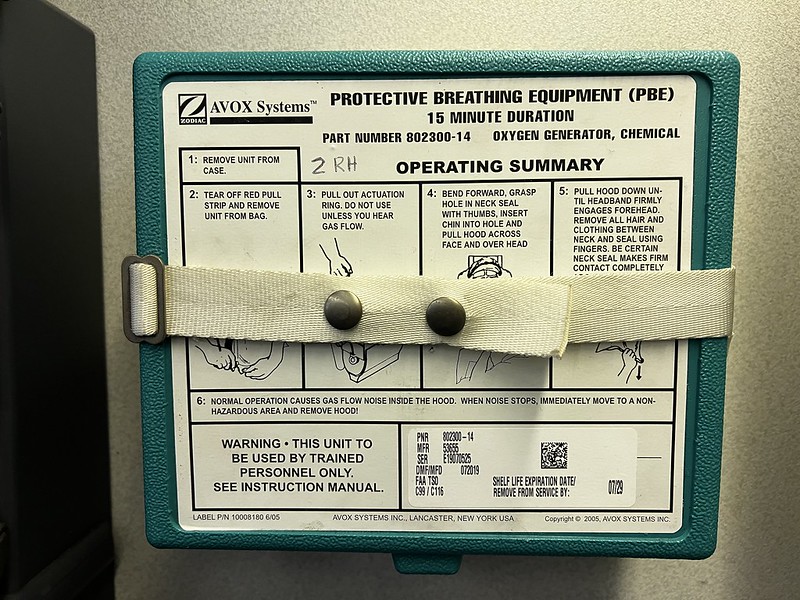 ZODIAC
AVOX Systems™
PROTECTIVE BREATHING EQUIPMENT (PBE)
15 MINUTE DURATION
PART NUMBER 802300-14 OXYGEN GENERATOR, CHEMICAL
1: REMOVE UNIT FROM
CASE.
2 RH
OPERATING SUMMARY
2: TEAR OFF RED PULL
STRIP AND REMOVE
UNIT FROM BAG.
3: PULL OUT ACTUATION
RING. DO NOT USE
UNLESS YOU HEAR
GAS FLOW.
4: BEND FORWARD, GRASP
HOLE IN NECK SEAL
WITH THUMBS, INSERT
CHIN INTO HOLE AND
PULL HOOD ACROSS
FACE AND OVER HEAD
5: PULL HOOD DOWN UN-
TIL HEADBAND FIRMLY
ENGAGES FOREHEAD.
REMOVE ALL HAIR AND
CLOTHING BETWEEN
NECK AND SEAL USING
FINGERS. BE CERTAIN
NECK SEAL MAKES FIRM
CONTACT COMPLETELY
6: NORMAL OPERATION CAUSES GAS FLOW NOISE INSIDE THE HOOD. WHEN NOISE STOPS, IMMEDIATELY MOVE TO A NON-
HAZARDOUS AREA AND REMOVE HOOD!
WARNING • THIS UNIT TO
BE USED BY TRAINED
PERSONNEL ONLY.
SEE INSTRUCTION MANUAL.
PNR 802300-14
MFR 53655
SER E19070525
DMF/MFD 072019
FAA TSO
C99 / C116
SHELF LIFE EXPIRATION DATE/
REMOVE FROM SERVICE BY: 07/29
LABEL P/N 10008180 6/05
AVOX SYSTEMS INC., LANCASTER, NEW YORK USA
Copyright © 2005, AVOX SYSTEMS INC.